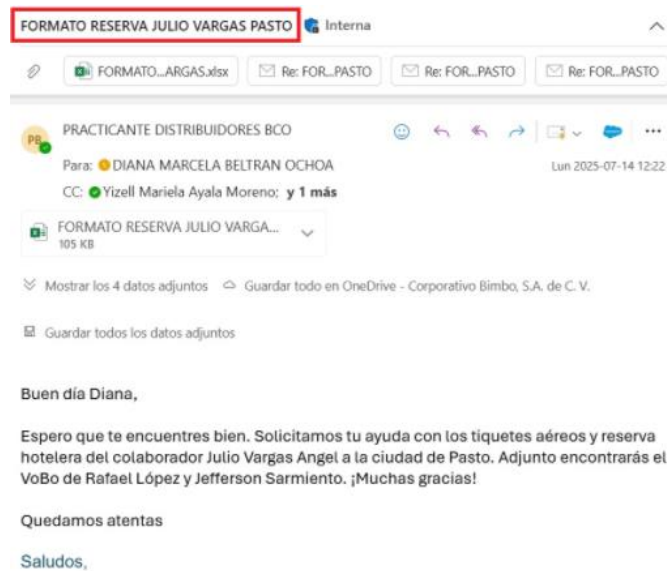 FORMATO RESERVA JULIO VARGAS PASTO Interna
FORMATO...ARGAS.xlsx Re: FOR...PASTO Re: FOR...PASTO Re: FOR...PASTO
PB PRACTICANTE DISTRIBUIDORES BCO
Para: DIANA MARCELA BELTRAN OCHOA Lun 2025-07-14 12:22
CC: Yizell Mariela Ayala Moreno; y 1 más
FORMATO RESERVA JULIO VARGA...
105 KB
Mostrar los 4 datos adjuntos Guardar todo en OneDrive - Corporativo Bimbo, S.A. de C. V.
Guardar todos los datos adjuntos
Buen día Diana,
Espero que te encuentres bien. Solicitamos tu ayuda con los tiquetes aéreos y reserva
hotelera del colaborador Julio Vargas Angel a la ciudad de Pasto. Adjunto encontrarás el
VoBo de Rafael López y Jefferson Sarmiento. ¡Muchas gracias!
Quedamos atentas
Saludos,